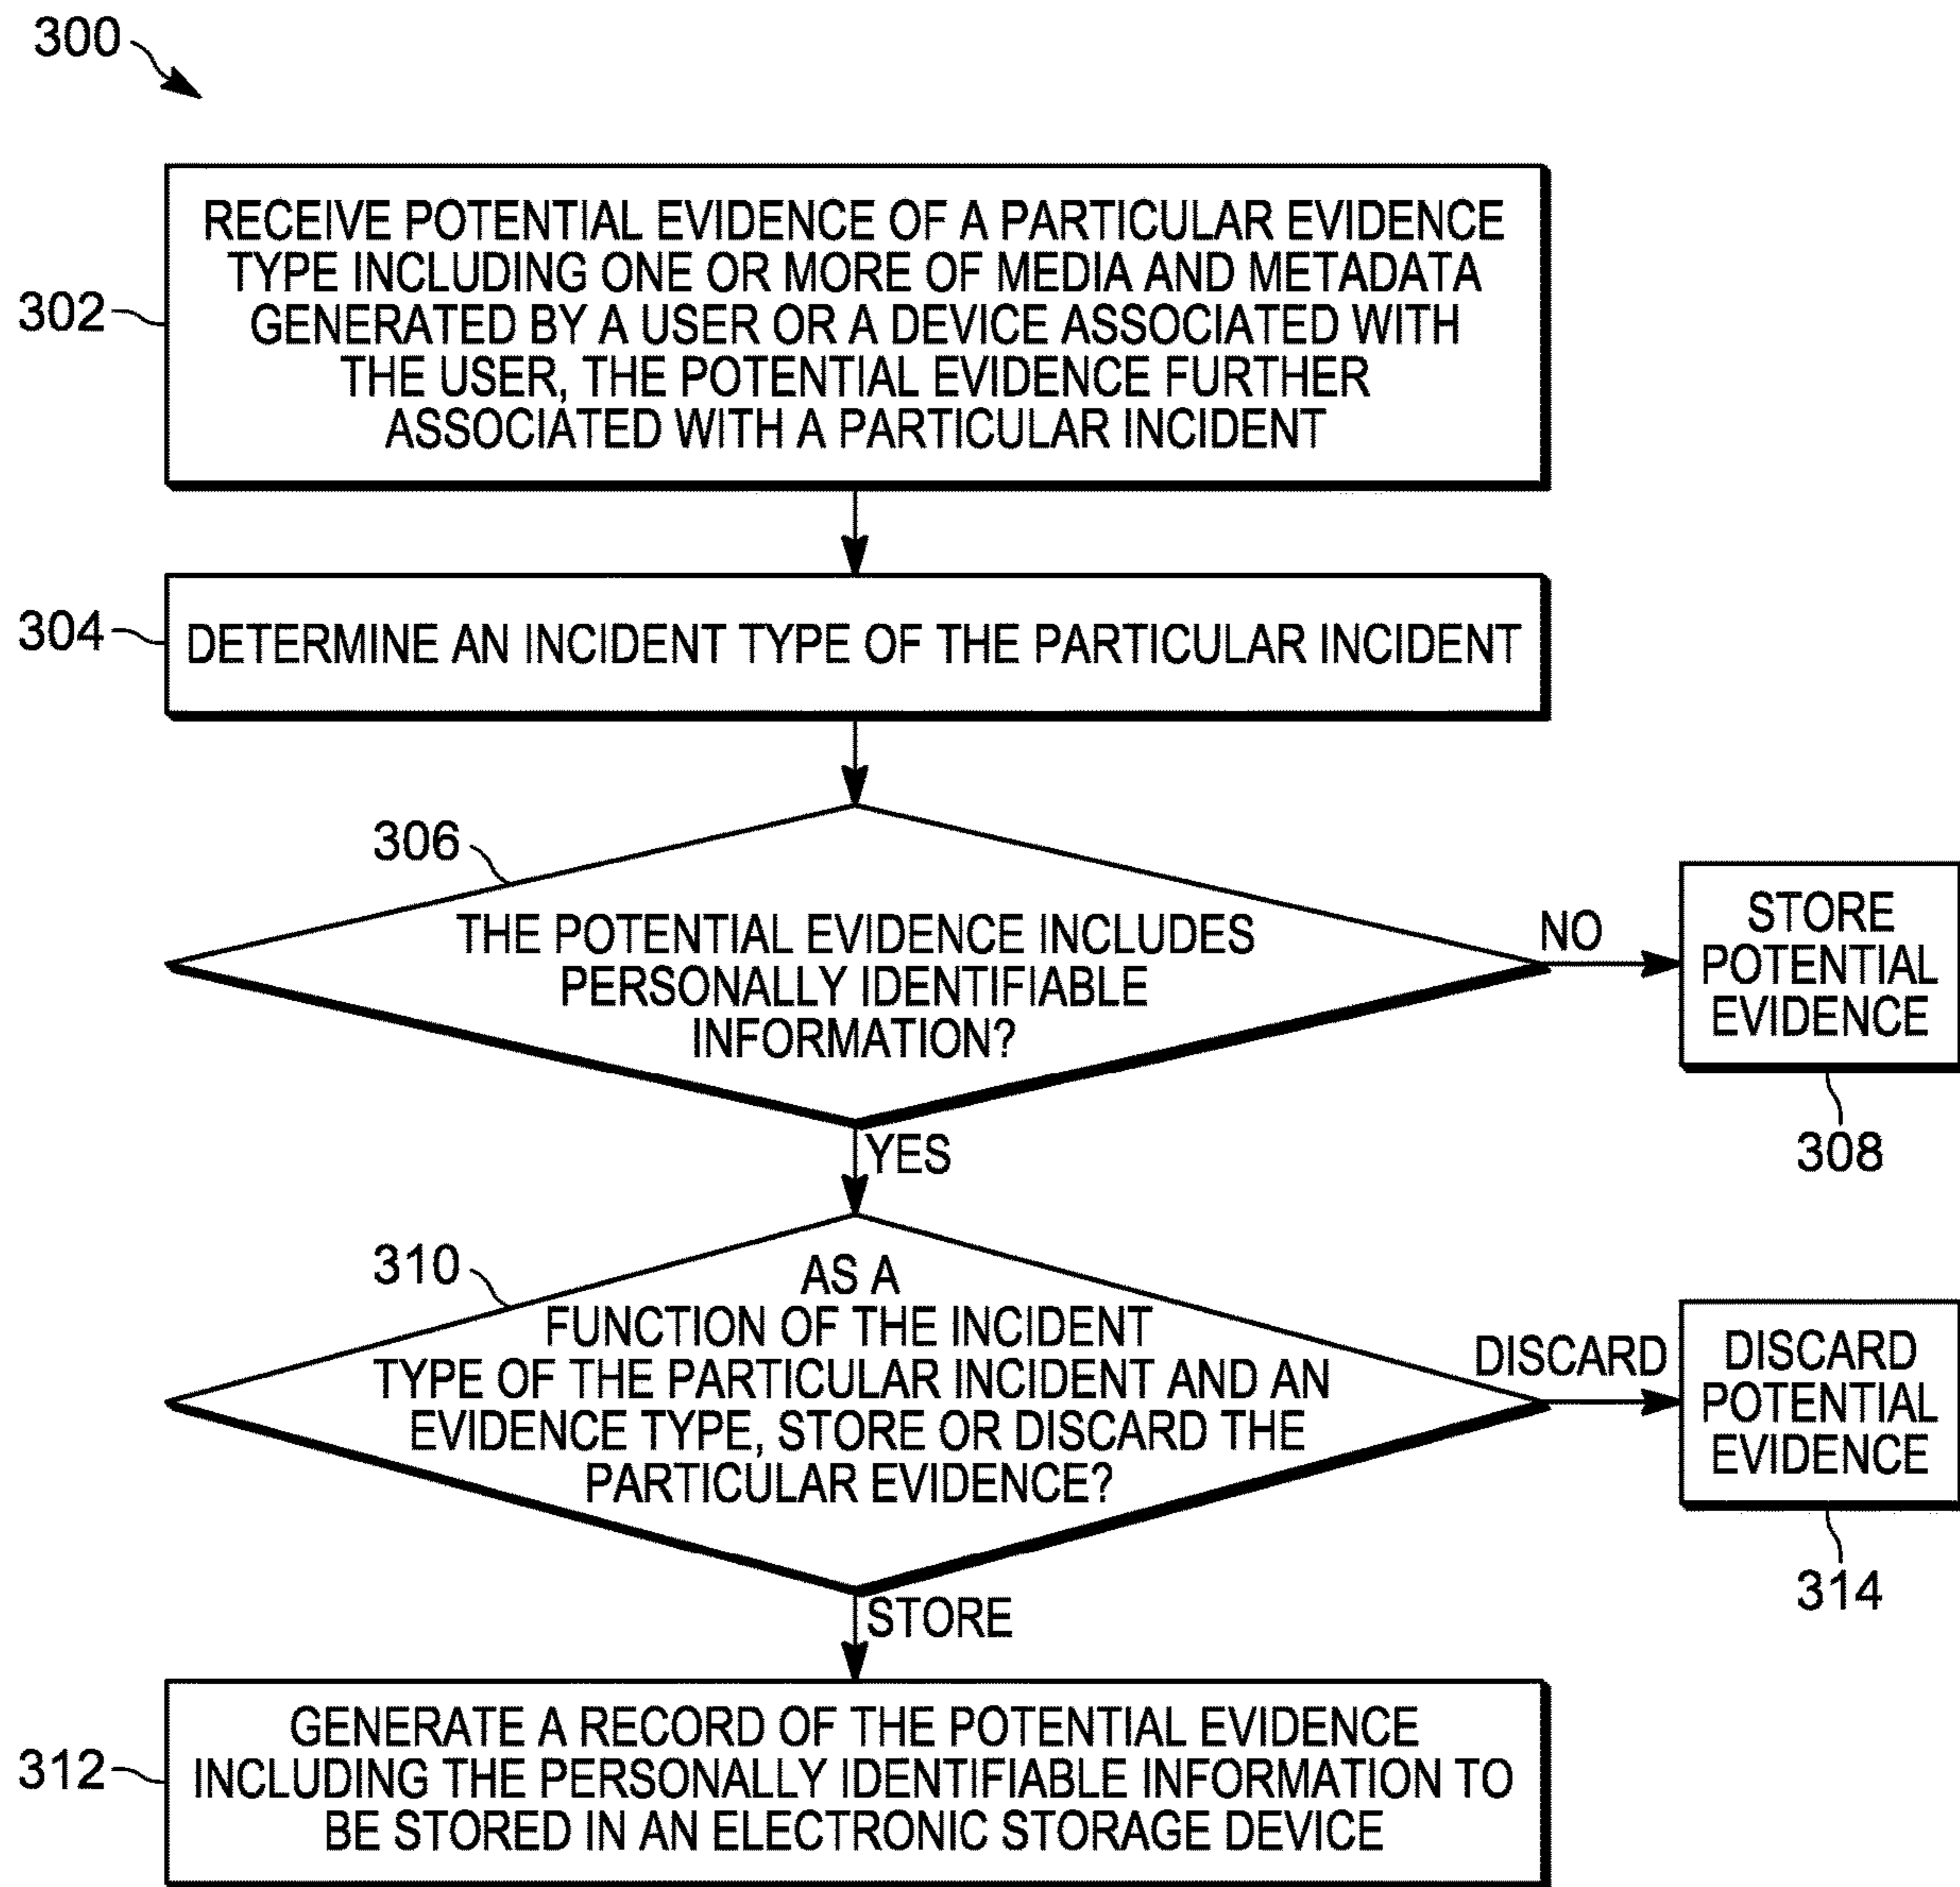 300
302
RECEIVE POTENTIAL EVIDENCE OF A PARTICULAR EVIDENCE
TYPE INCLUDING ONE OR MORE OF MEDIA AND METADATA
GENERATED BY A USER OR A DEVICE ASSOCIATED WITH
THE USER, THE POTENTIAL EVIDENCE FURTHER
ASSOCIATED WITH A PARTICULAR INCIDENT
304
DETERMINE AN INCIDENT TYPE OF THE PARTICULAR INCIDENT
306
THE POTENTIAL EVIDENCE INCLUDES
PERSONALLY IDENTIFIABLE
INFORMATION?
NO
STORE
POTENTIAL
EVIDENCE
308
YES
310
AS A
FUNCTION OF THE INCIDENT
TYPE OF THE PARTICULAR INCIDENT AND AN
EVIDENCE TYPE, STORE OR DISCARD THE
PARTICULAR EVIDENCE?
DISCARD
DISCARD
POTENTIAL
EVIDENCE
314
STORE
312
GENERATE A RECORD OF THE POTENTIAL EVIDENCE
INCLUDING THE PERSONALLY IDENTIFIABLE INFORMATION TO
BE STORED IN AN ELECTRONIC STORAGE DEVICE